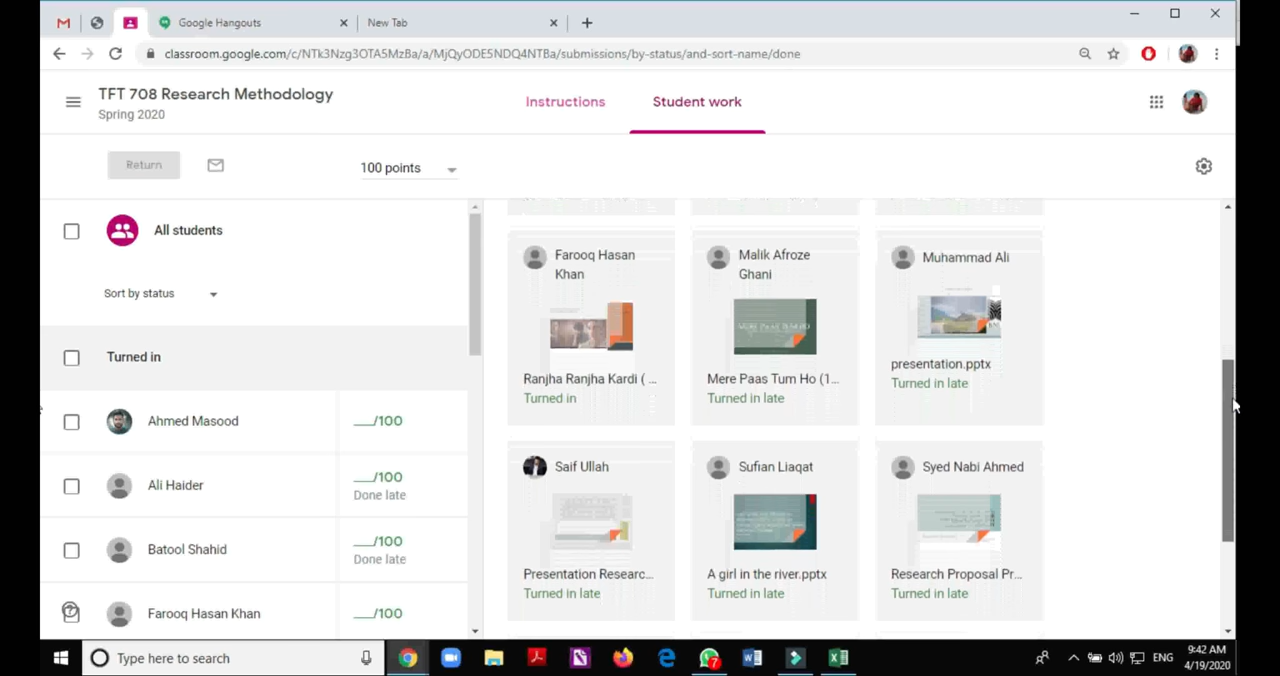 Google Hangouts
New Tab
classroom.google.com/c/NTk3Nzg3OTA5MzBa/a/MjQyODE5NDQ4NTBa/submissions/by-status/and-sort-name/done
TFT 708 Research Methodology
Spring 2020
Instructions
Student work
Return
100 points
All students
Sort by status
Turned in
Ahmed Masood
__/100
Ali Haider
__/100
Done late
Batool Shahid
__/100
Done late
Farooq Hasan Khan
__/100
Farooq Hasan
Khan
Ranjha Ranjha Kardi ( ...
Turned in
Malik Afroze
Ghani
MERE PAAS TUM HO
Mere Paas Tum Ho (1...
Turned in late
Muhammad Ali
presentation.pptx
Turned in late
Saif Ullah
Presentation Researc...
Turned in late
Sufian Liaqat
A girl in the river.pptx
Turned in late
Syed Nabi Ahmed
Research Proposal Pr...
Turned in late
Type here to search
7
ENG
9:42 AM
4/19/2020